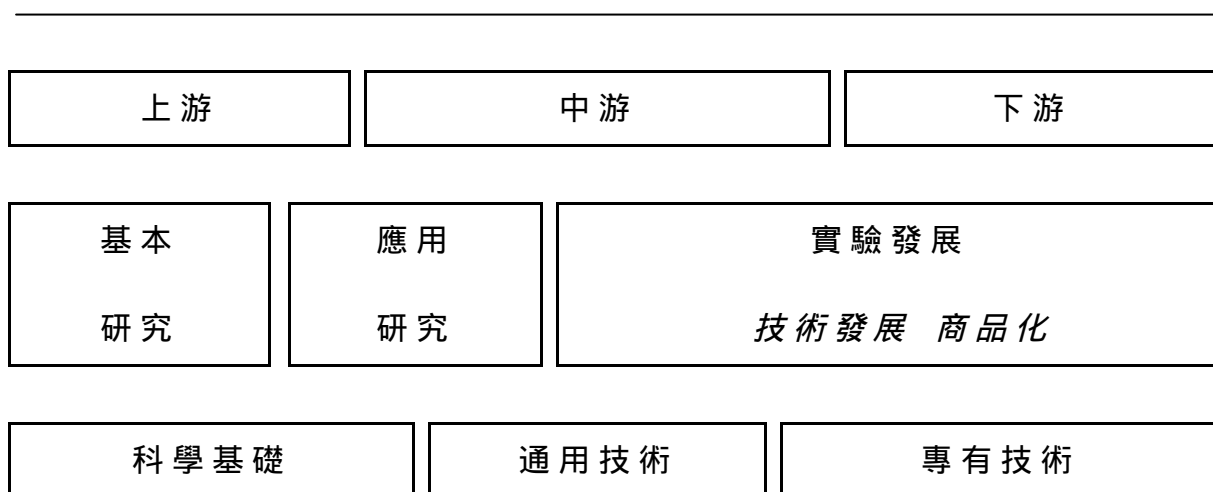 上游 中游 下游
基本 應用 實驗發展
研究 研究 技術發展 商品化
科學基礎 通用技術 專有技術